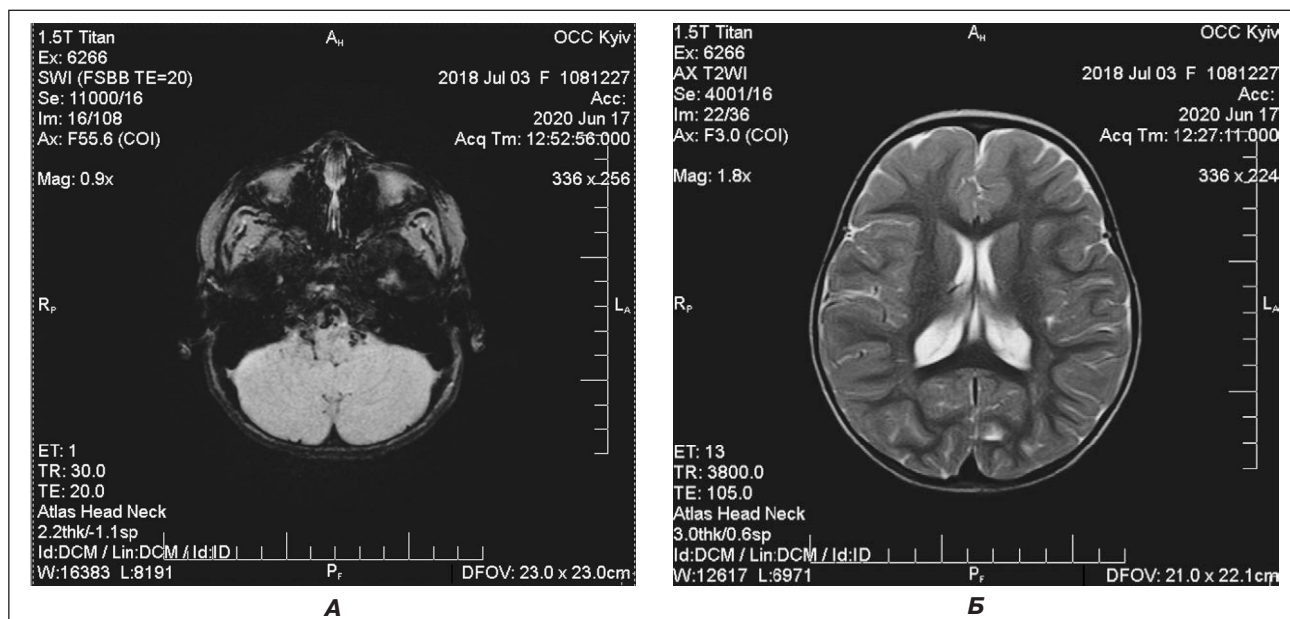 1.5T Titan
Ex: 6266
SWI (FSBB TE=20)
Se: 11000/16
Im: 16/108
Ax: F55.6 (COI)
Mag: 0.9x
A_H
OCC Kyiv
2018 Jul 03 F 1081227
Acc:
2020 Jun 17
Acq Tm: 12:52:56.000
336 x 256
R_P
L_A
ET: 1
TR: 30.0
TE: 20.0
Atlas Head Neck
2.2thk/-1.1sp
Id:DCM / Lin:DCM / Id:ID
W:16383 L:8191
P_F
DFOV: 23.0 x 23.0cm
А
1.5T Titan
Ex: 6266
AX T2WI
Se: 4001/16
Im: 22/36
Ax: F3.0 (COI)
Mag: 1.8x
A_H
OCC Kyiv
2018 Jul 03 F 1081227
Acc:
2020 Jun 17
Acq Tm: 12:27:11.000
336 x 224
R_P
L_A
ET: 13
TR: 3800.0
TE: 105.0
Atlas Head Neck
3.0thk/0.6sp
Id:DCM / Lin:DCM / Id:ID
W:12617 L:6971
P_F
DFOV: 21.0 x 22.1cm
Б